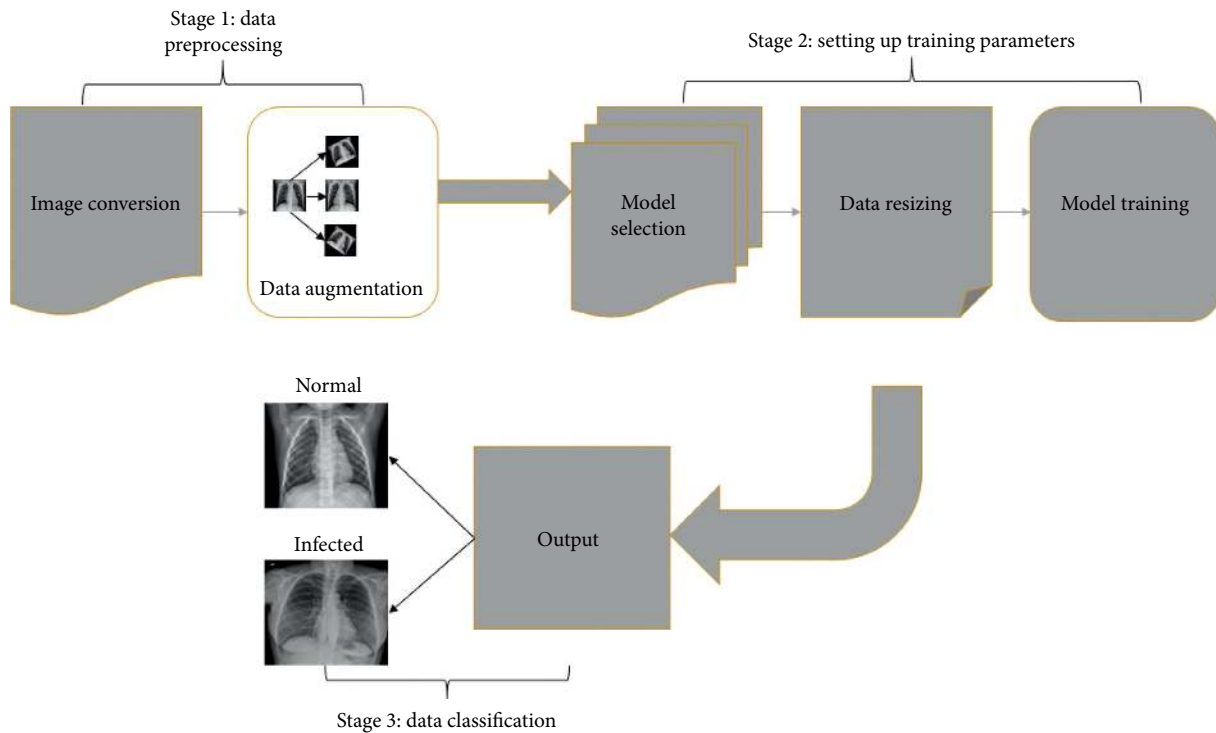 Stage 1: data
preprocessing
Stage 2: setting up training parameters
Image conversion
Data augmentation
Model
selection
Data resizing
Model training
Normal
Infected
Output
Stage 3: data classification